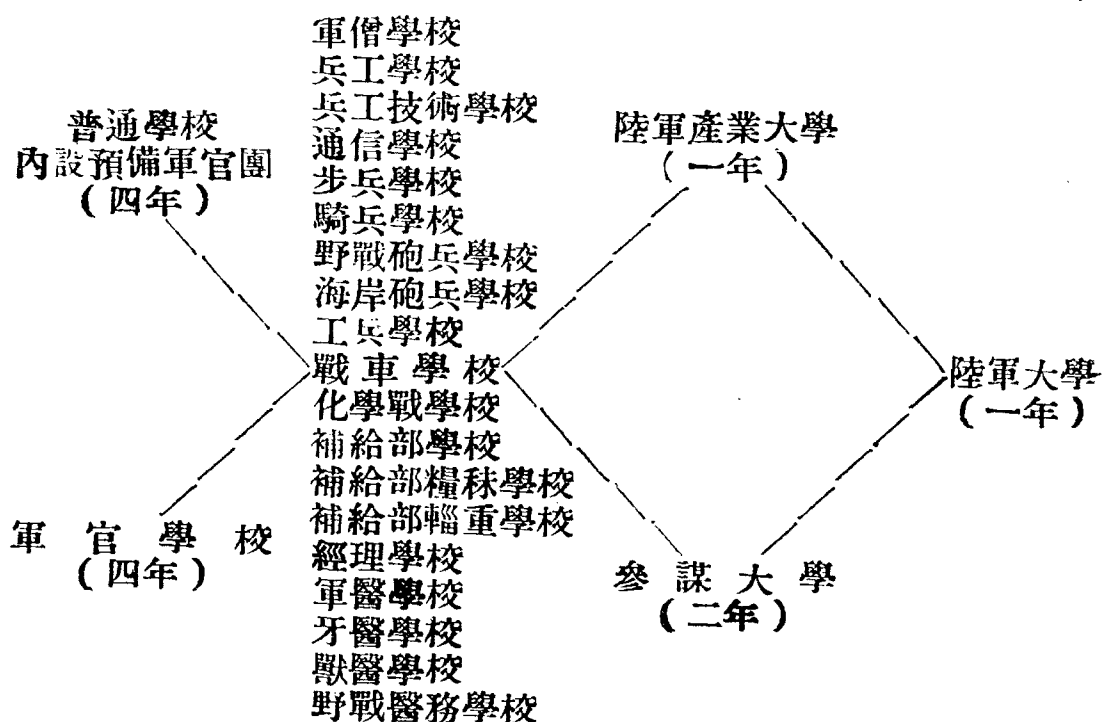 普通學校
內設預備軍官團
(四年)
軍官學校
(四年)
軍僧學校
兵工學校
兵工技術學校
通信學校
步兵學校
騎兵學校
野戰砲兵學校
海岸砲兵學校
工兵學校
戰車學校
化學戰學校
補給部學校
補給部糧秣學校
補給部輜重學校
經理學校
軍醫學校
牙醫學校
獸醫學校
野戰醫務學校
陸軍產業大學
(一年)
參謀大學
(二年)
陸軍大學
(一年)